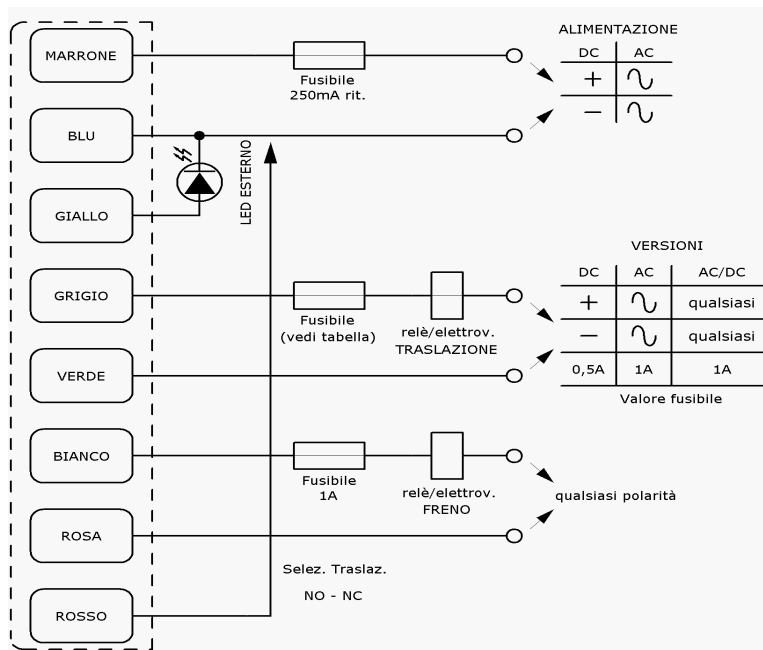 MARRONE
Fusibile
250mA rit.
ALIMENTAZIONE
DC AC
+
−
BLU
LED ESTERNO
GIALLO
VERSIONI
DC AC AC/DC
+ qualsiasi
− qualsiasi
0,5A 1A 1A
Valore fusibile
GRIGIO
Fusibile
(vedi tabella)
relè/elettrov.
TRASLAZIONE
VERDE
BIANCO
Fusibile
1A
relè/elettrov.
FRENO
qualsiasi polarità
ROSA
Selez. Traslaz.
NO - NC
ROSSO